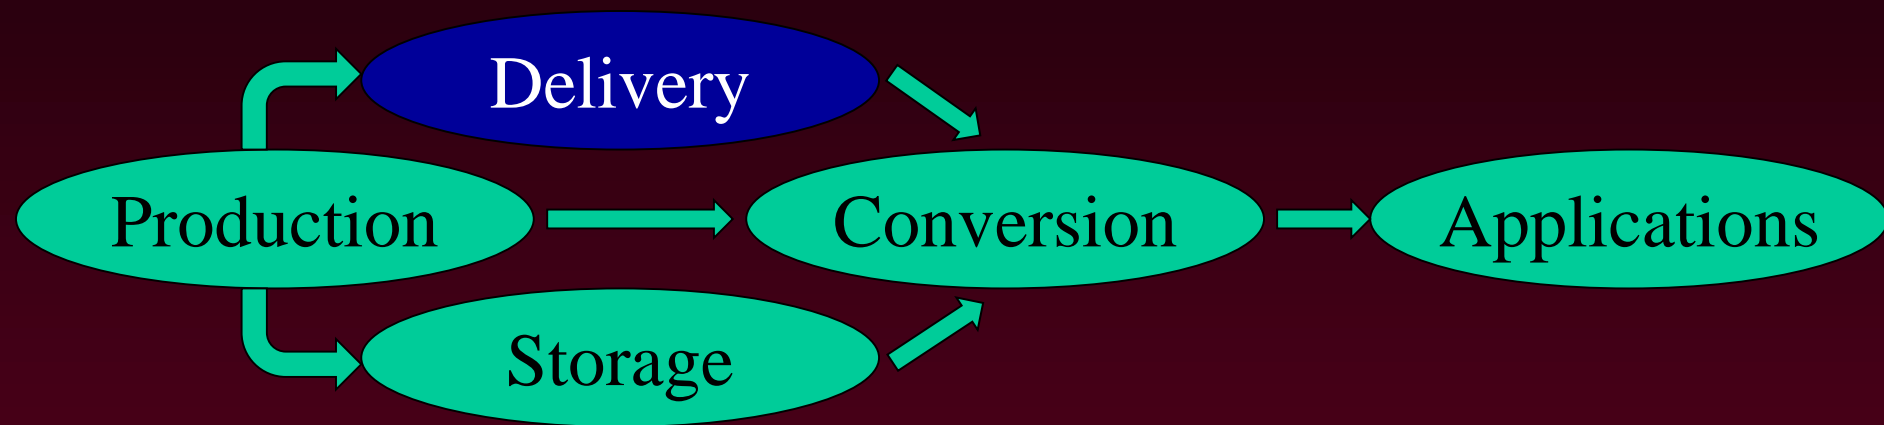 Delivery
Production
Conversion
Applications
Storage